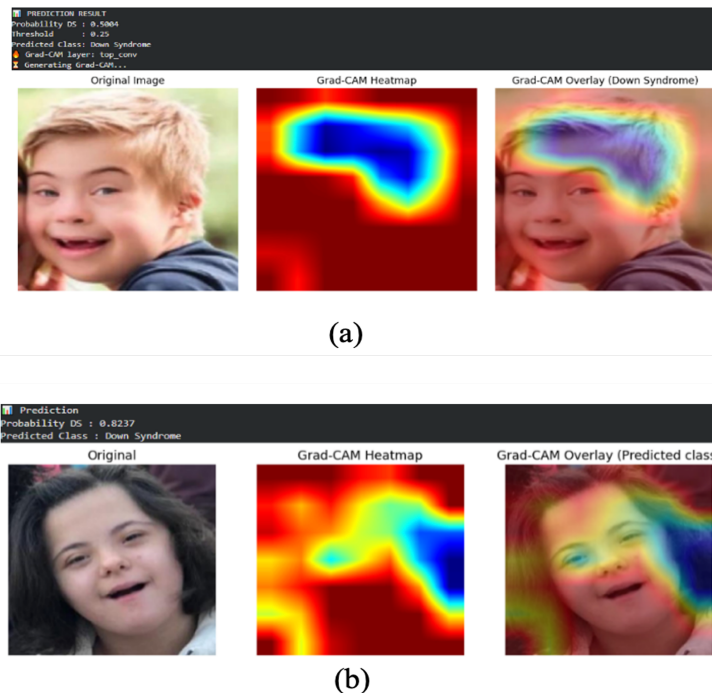 📊 PREDICTION RESULT
Probability DS : 0.5004
Threshold : 0.25
Predicted Class: Down Syndrome
🔥 Grad-CAM layer: top_conv
⏳ Generating Grad-CAM...
Original Image Grad-CAM Heatmap Grad-CAM Overlay (Down Syndrome)
(a)
📊 Prediction
Probability DS : 0.8237
Predicted Class : Down Syndrome
Original Grad-CAM Heatmap Grad-CAM Overlay (Predicted clas
(b)